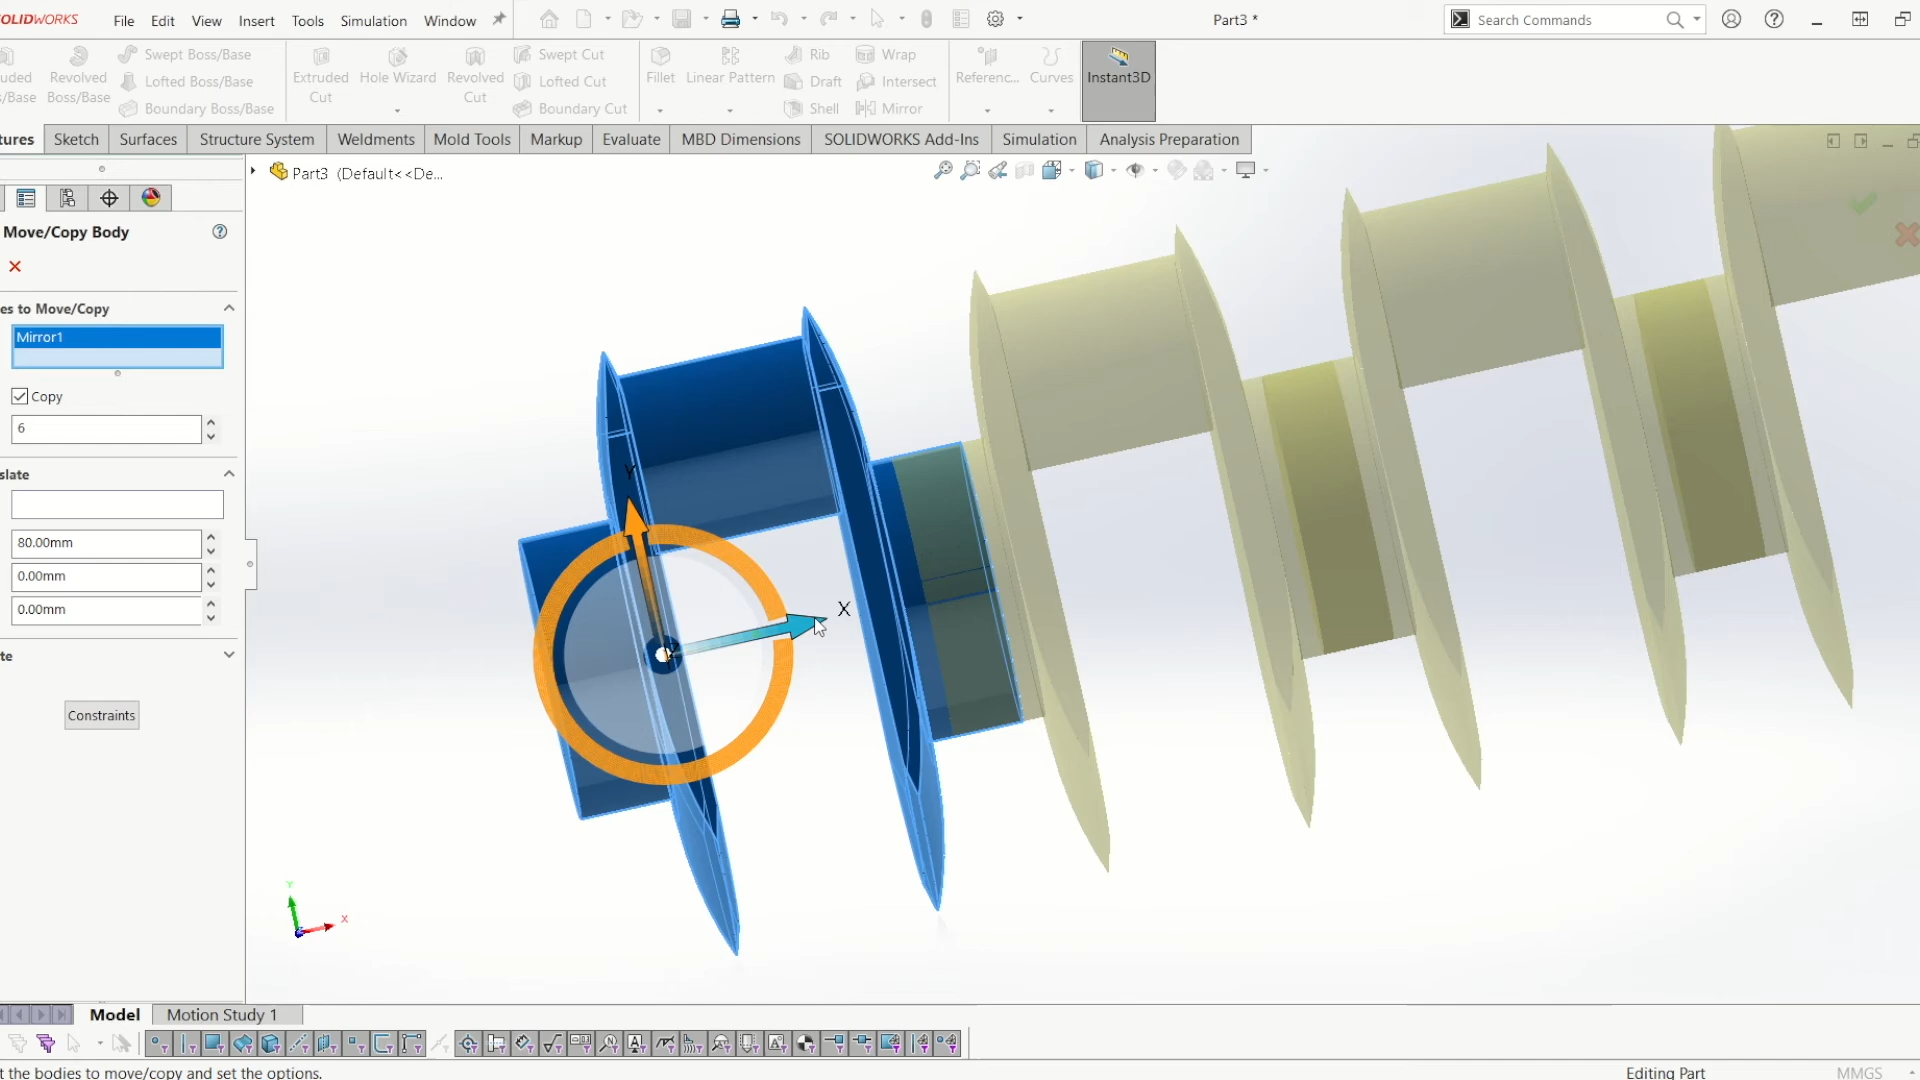 SOLIDWORKS File Edit View Insert Tools Simulation Window Part3 * Search Commands
uded
s/Base
Revolved
Boss/Base
Swept Boss/Base
Lofted Boss/Base
Boundary Boss/Base
Extruded
Cut
Hole Wizard
Revolved
Cut
Swept Cut
Lofted Cut
Boundary Cut
Fillet
Linear Pattern
Rib
Draft
Shell
Wrap
Intersect
Mirror
Referenc...
Curves
Instant3D
tures Sketch Surfaces Structure System Weldments Mold Tools Markup Evaluate MBD Dimensions SOLIDWORKS Add-Ins Simulation Analysis Preparation
Part3 (Default<<De...
Move/Copy Body
es to Move/Copy
Mirror1
Copy
6
slate
80.00mm
0.00mm
0.00mm
te
Constraints
Y
X
Y
X
Model Motion Study 1
t the bodies to move/copy and set the options.
Editing Part MMGS